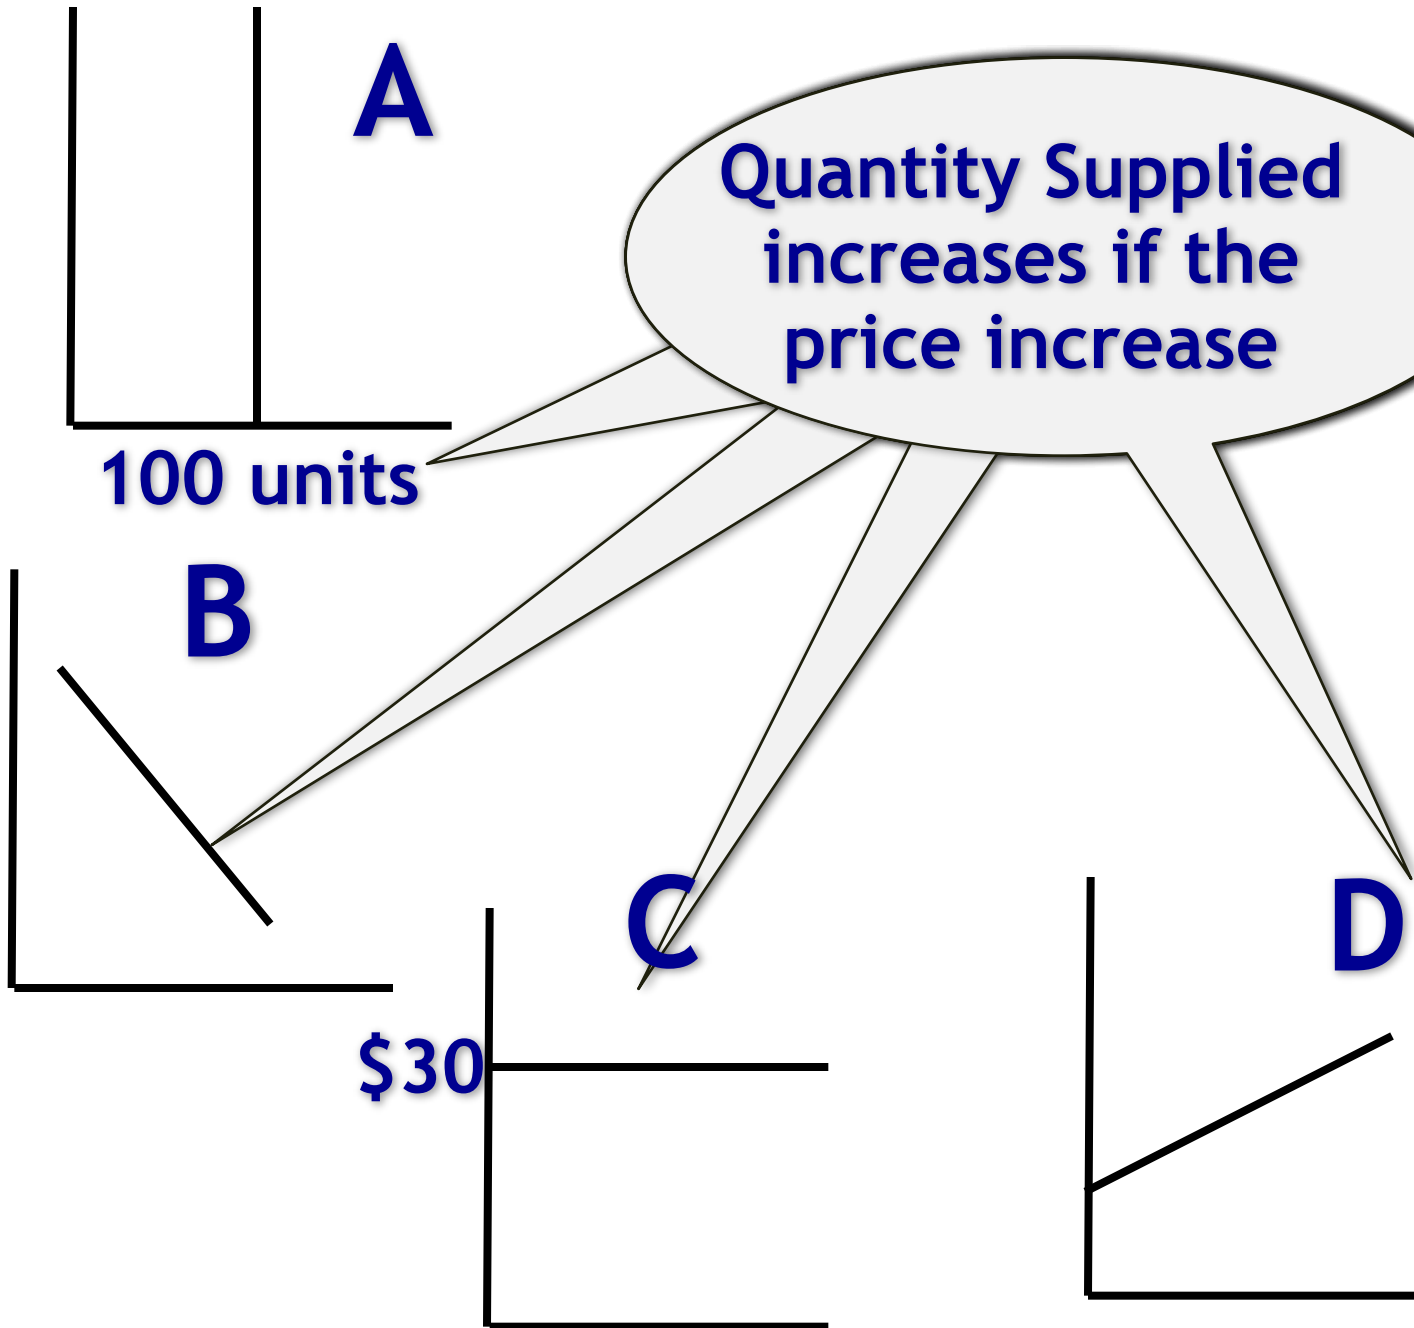 A
Quantity Supplied
increases if the
price increase
100 units
B
C
D
$30